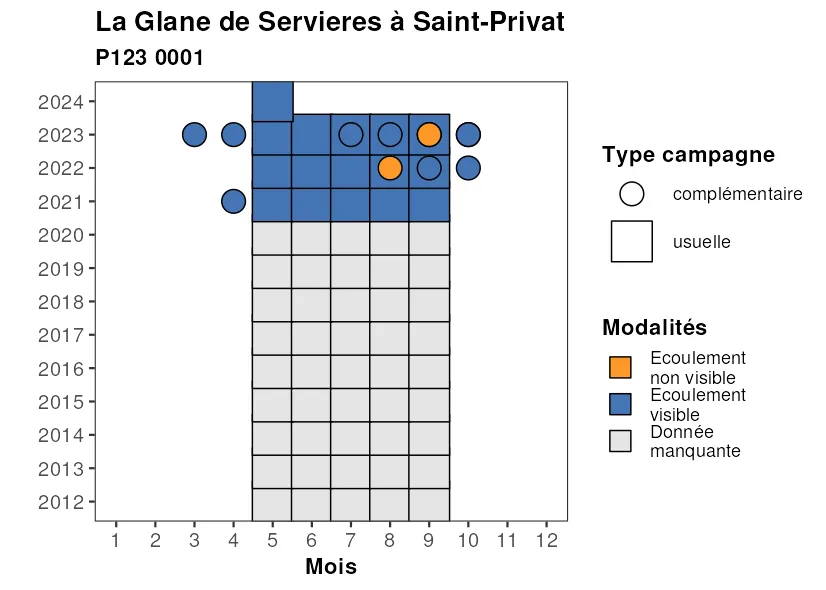 La Glane de Servieres à Saint-Privat
P123 0001
2024
2023
2022
2021
2020
2019
2018
2017
2016
2015
2014
2013
2012
1 2 3 4 5 6 7 8 9 10 11 12
Mois
Type campagne
complémentaire
usuelle
Modalités
Ecoulement
non visible
Ecoulement
visible
Donnée
manquante